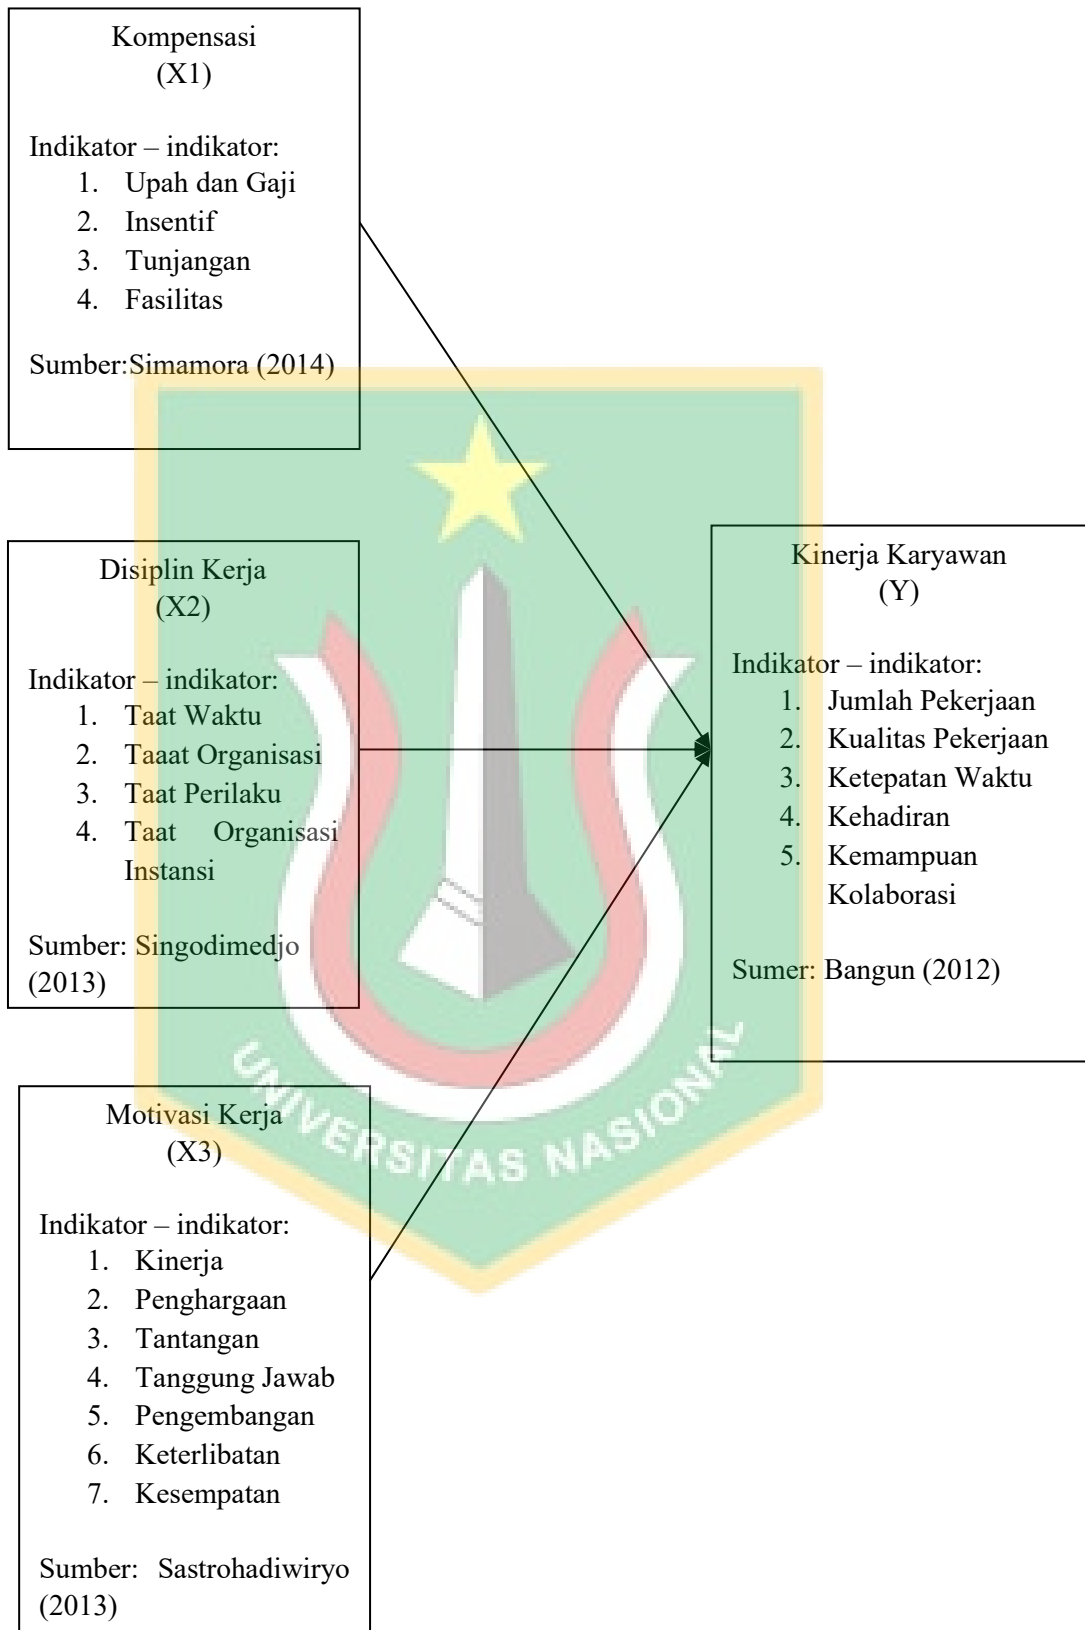 Kompensasi
(X1)
Indikator – indikator:
1. Upah dan Gaji
2. Insentif
3. Tunjangan
4. Fasilitas
Sumber:Simamora (2014)
Disiplin Kerja
(X2)
Indikator – indikator:
1. Taat Waktu
2. Taaat Organisasi
3. Taat Perilaku
4. Taat Organisasi
Instansi
Sumber: Singodimedjo
(2013)
Motivasi Kerja
(X3)
Indikator – indikator:
1. Kinerja
2. Penghargaan
3. Tantangan
4. Tanggung Jawab
5. Pengembangan
6. Keterlibatan
7. Kesempatan
Sumber: Sastrohadiwiryo
(2013)
Kinerja Karyawan
(Y)
Indikator – indikator:
1. Jumlah Pekerjaan
2. Kualitas Pekerjaan
3. Ketepatan Waktu
4. Kehadiran
5. Kemampuan
Kolaborasi
Sumer: Bangun (2012)
UNIVERSITAS NASIONAL